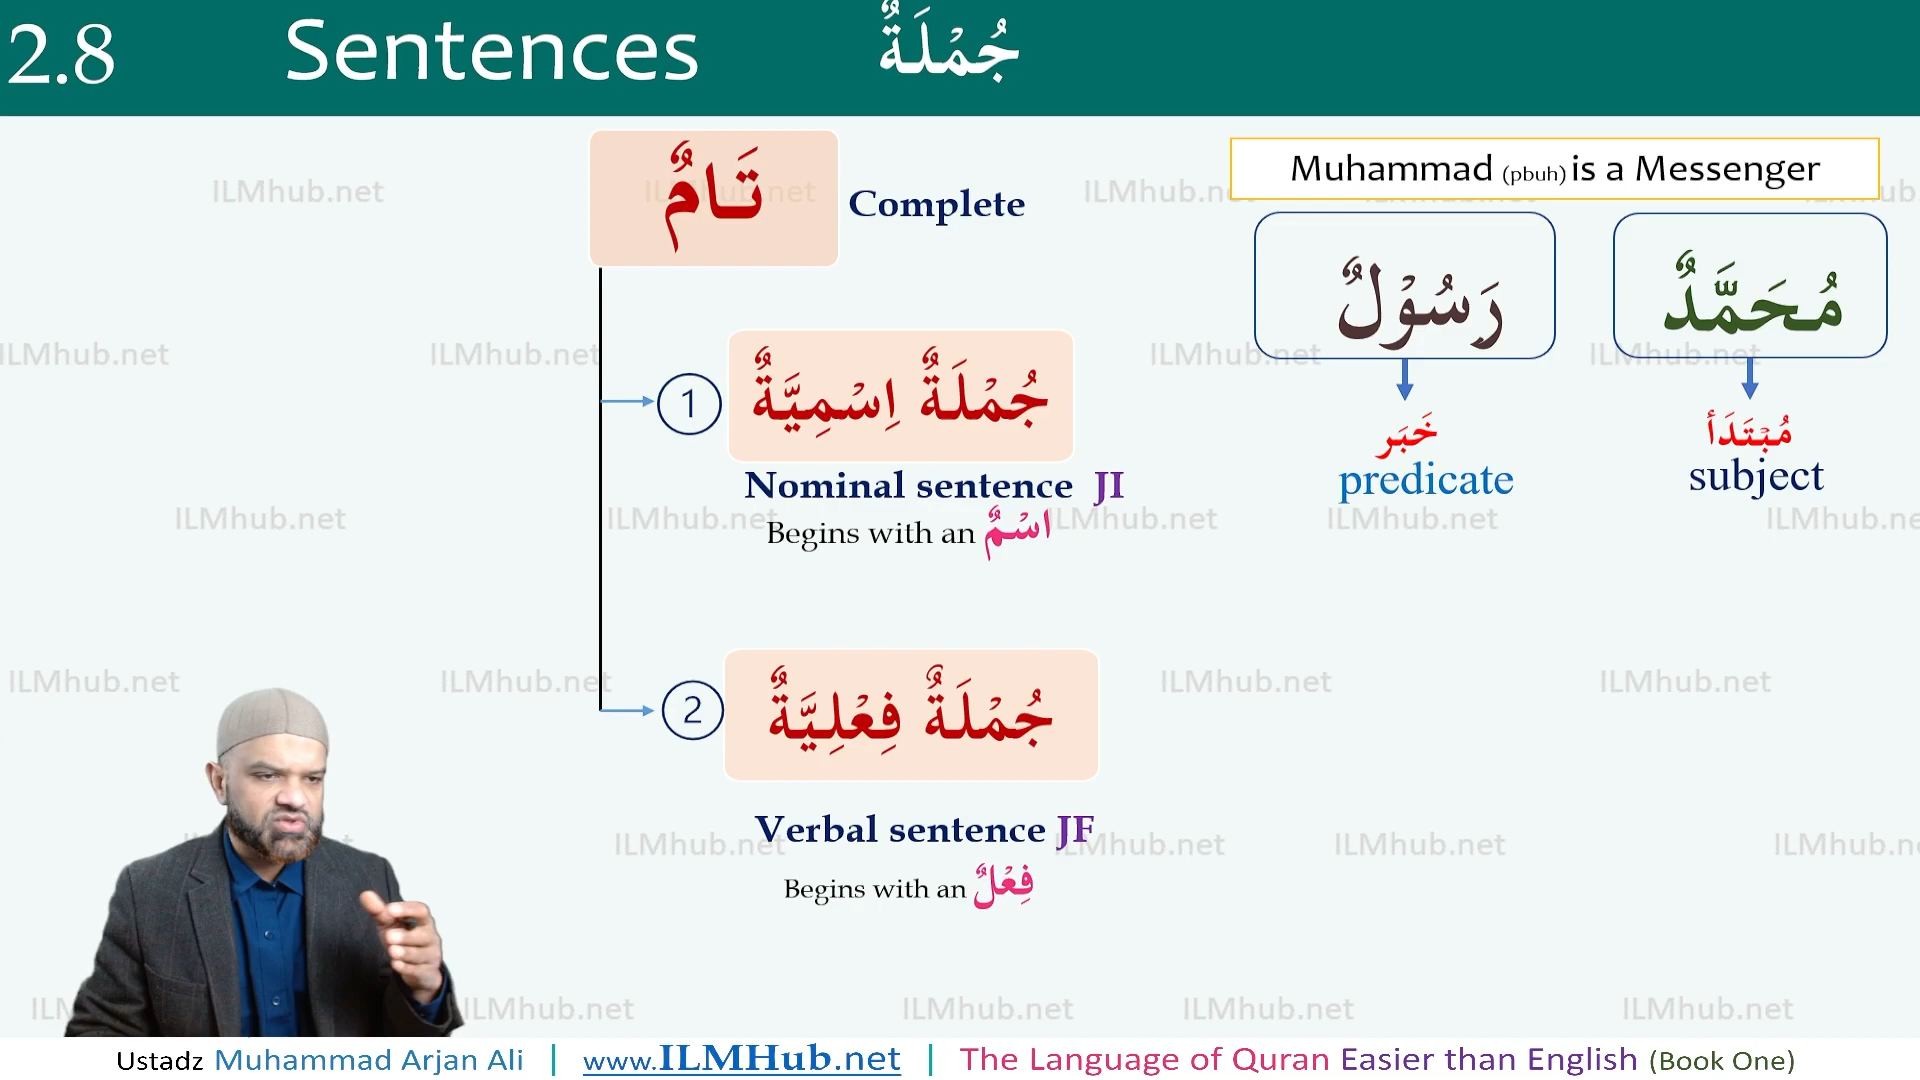 2.8 Sentences جُمْلَةٌ
تَامٌ Complete
Muhammad (pbuh) is a Messenger
مُحَمَّدٌ رَسُوْلٌ
خَبَر
predicate
مُبْتَدَأ
subject
1 جُمْلَةٌ اِسْمِيَّةٌ
Nominal sentence JI
Begins with an اسْمٌ
2 جُمْلَةٌ فِعْلِيَّةٌ
Verbal sentence JF
Begins with an فِعْلٌ
ILMhub.net
Ustadz Muhammad Arjan Ali | www.ILMHub.net | The Language of Quran Easier than English (Book One)